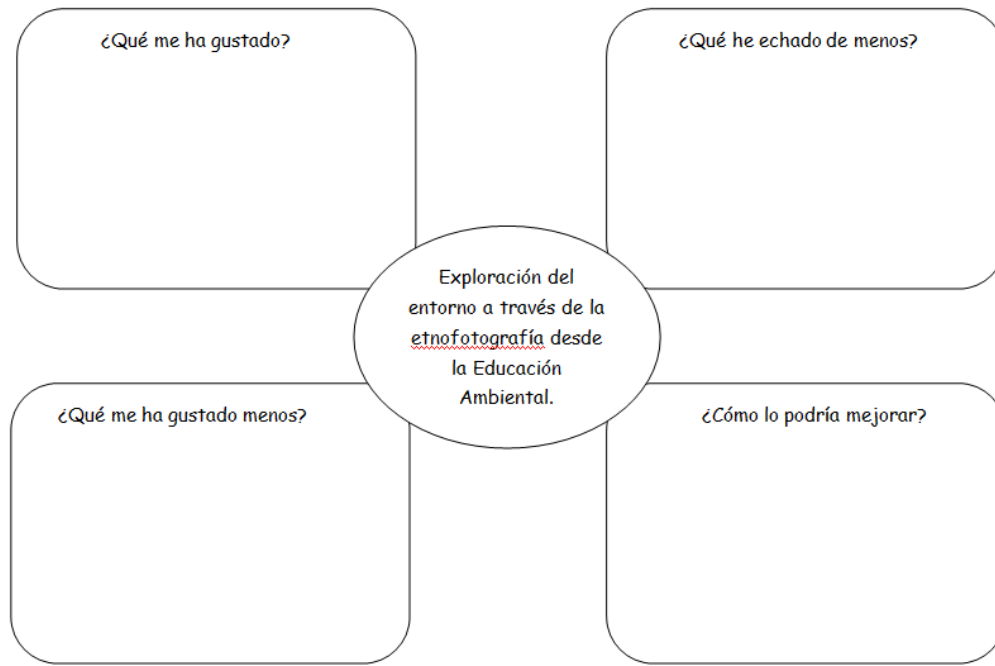 ¿Qué me ha gustado?
¿Qué he echado de menos?
Exploración del
entorno a través de la
etnofotografía desde
la Educación
Ambiental.
¿Qué me ha gustado menos?
¿Cómo lo podría mejorar?